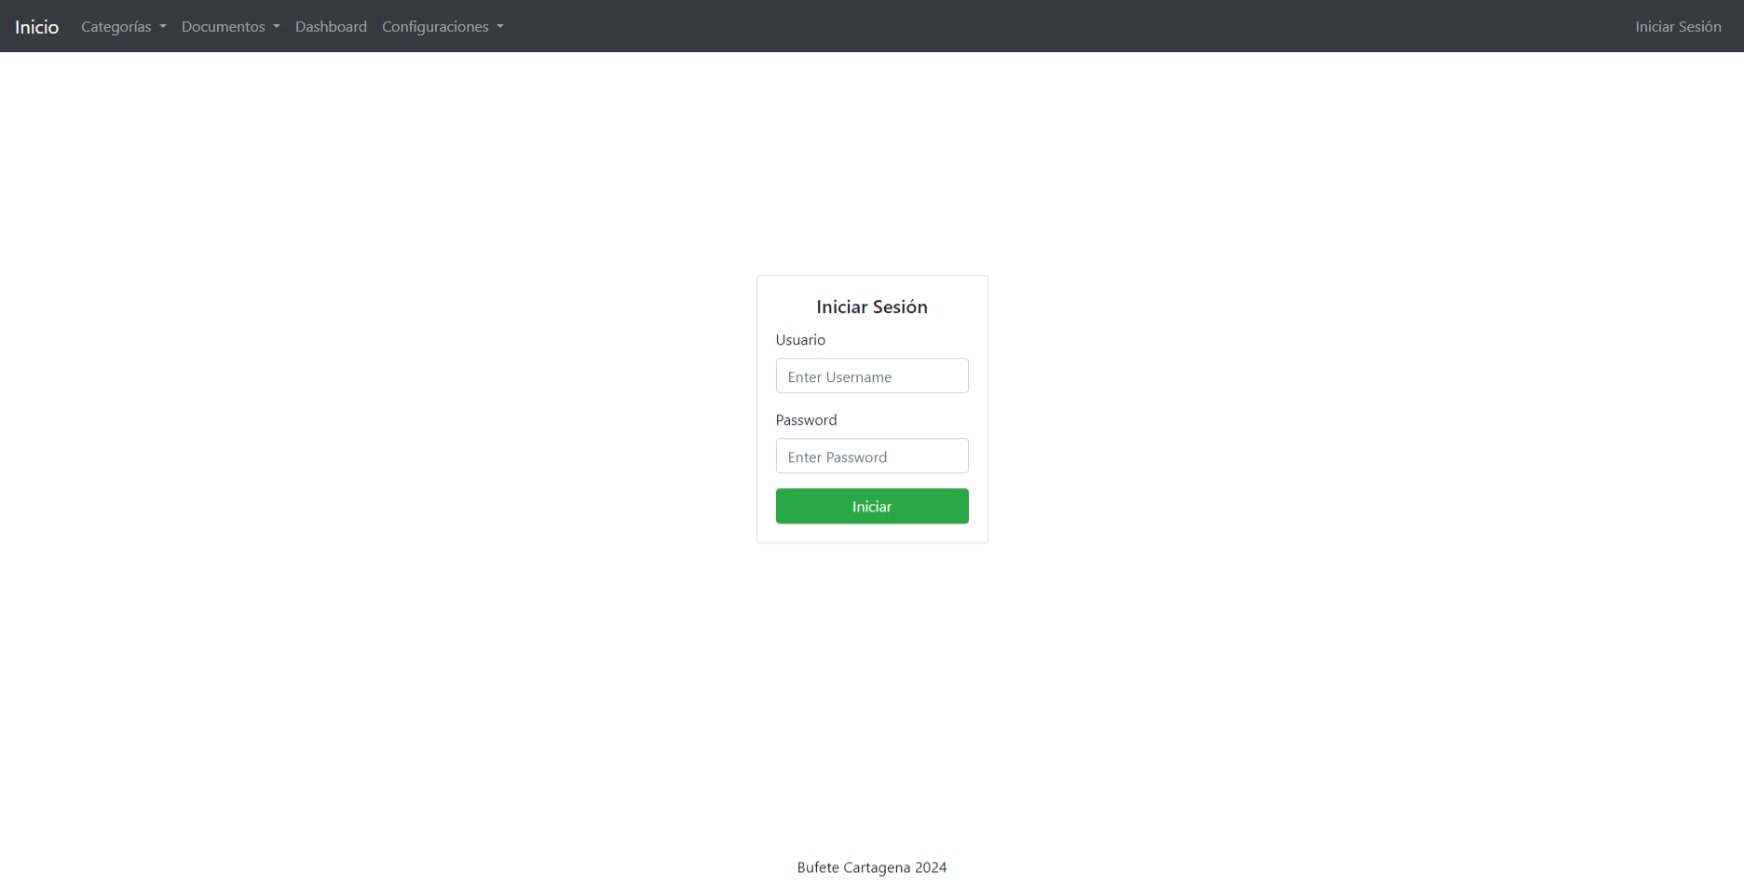 Inicio Categorías Documentos Dashboard Configuraciones Iniciar Sesión
Iniciar Sesión
Usuario
Enter Username
Password
Enter Password
Iniciar
Bufete Cartagena 2024